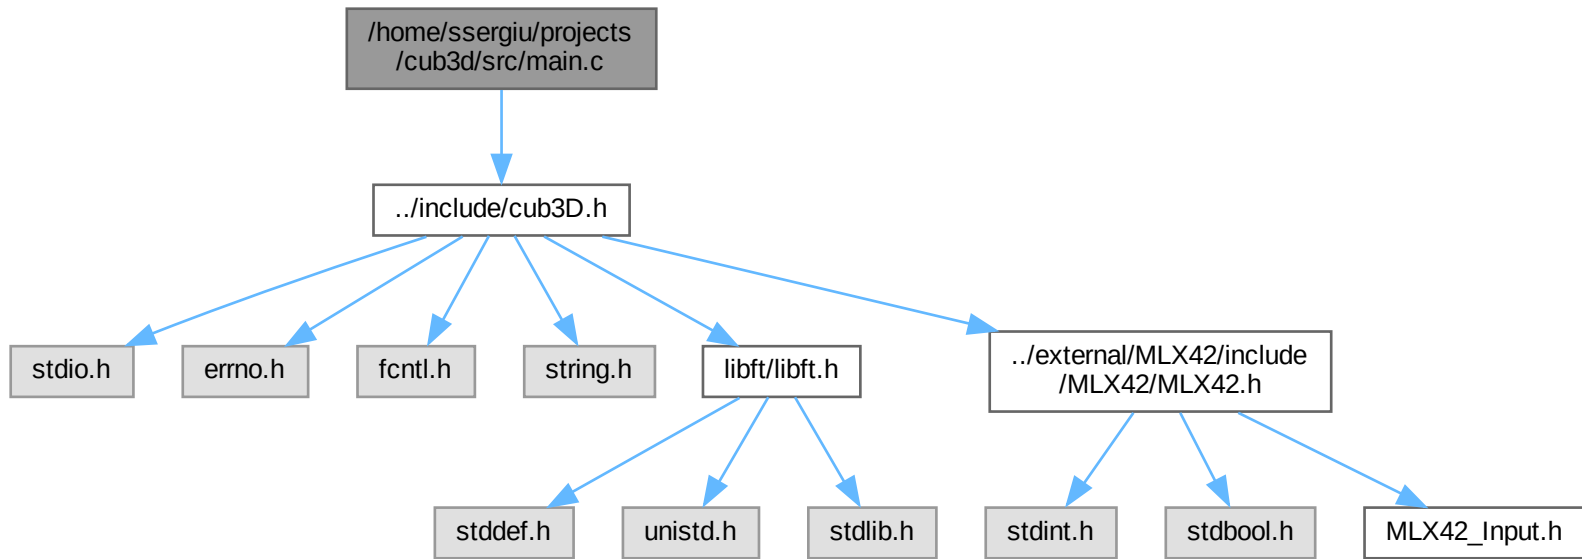 /home/ssergiu/projects
/cub3d/src/main.c
../include/cub3D.h
stdio.h
errno.h
fcntl.h
string.h
libft/libft.h
../external/MLX42/include
/MLX42/MLX42.h
stddef.h
unistd.h
stdlib.h
stdint.h
stdbool.h
MLX42_Input.h